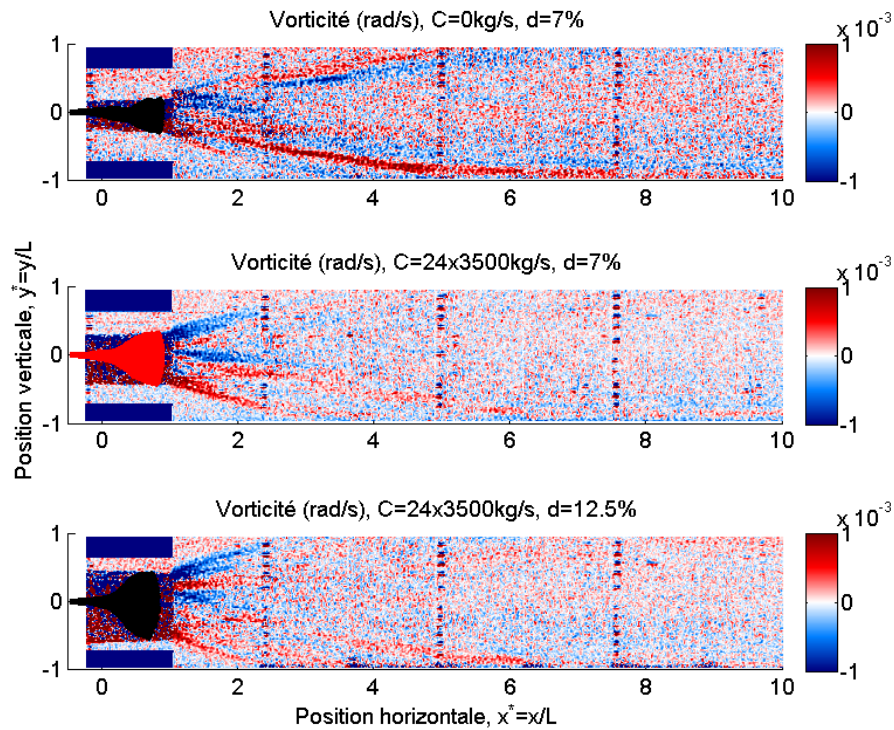 Vorticité (rad/s), C=0kg/s, d=7%
x 10⁻³
1
0
-1
1
0
-1
0 2 4 6 8 10
Vorticité (rad/s), C=24x3500kg/s, d=7%
x 10⁻³
1
0
-1
1
0
-1
0 2 4 6 8 10
Position verticale, y*=y/L
Vorticité (rad/s), C=24x3500kg/s, d=12.5%
x 10⁻³
1
0
-1
1
0
-1
0 2 4 6 8 10
Position horizontale, x*=x/L